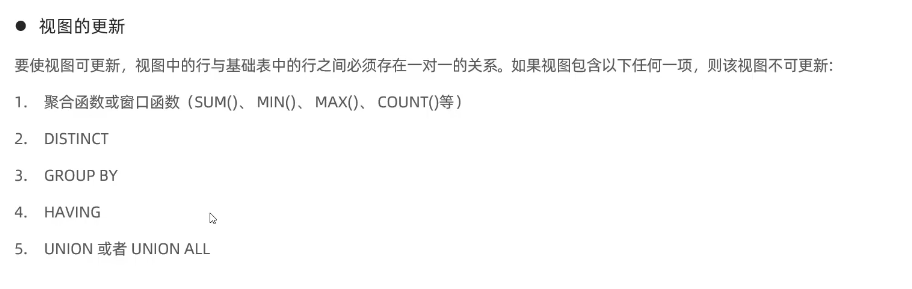 ● 视图的更新
要使视图可更新，视图中的行与基础表中的行之间必须存在一对一的关系。如果视图包含以下任何一项，则该视图不可更新：
1. 聚合函数或窗口函数（SUM()、 MIN()、 MAX()、 COUNT()等）
2. DISTINCT
3. GROUP BY
4. HAVING
5. UNION 或者 UNION ALL